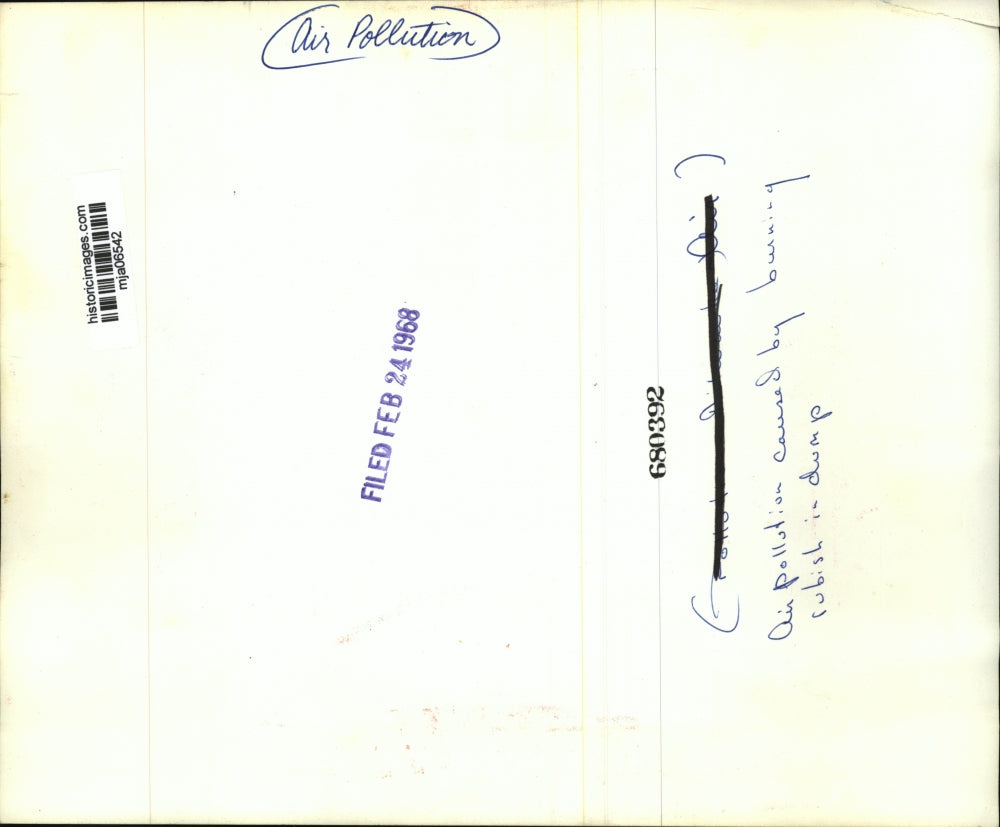 Air Pollution
historicimages.com
mja06542
FILED FEB 24 1968
680392
Air pollution caused by burning
rubish in dump